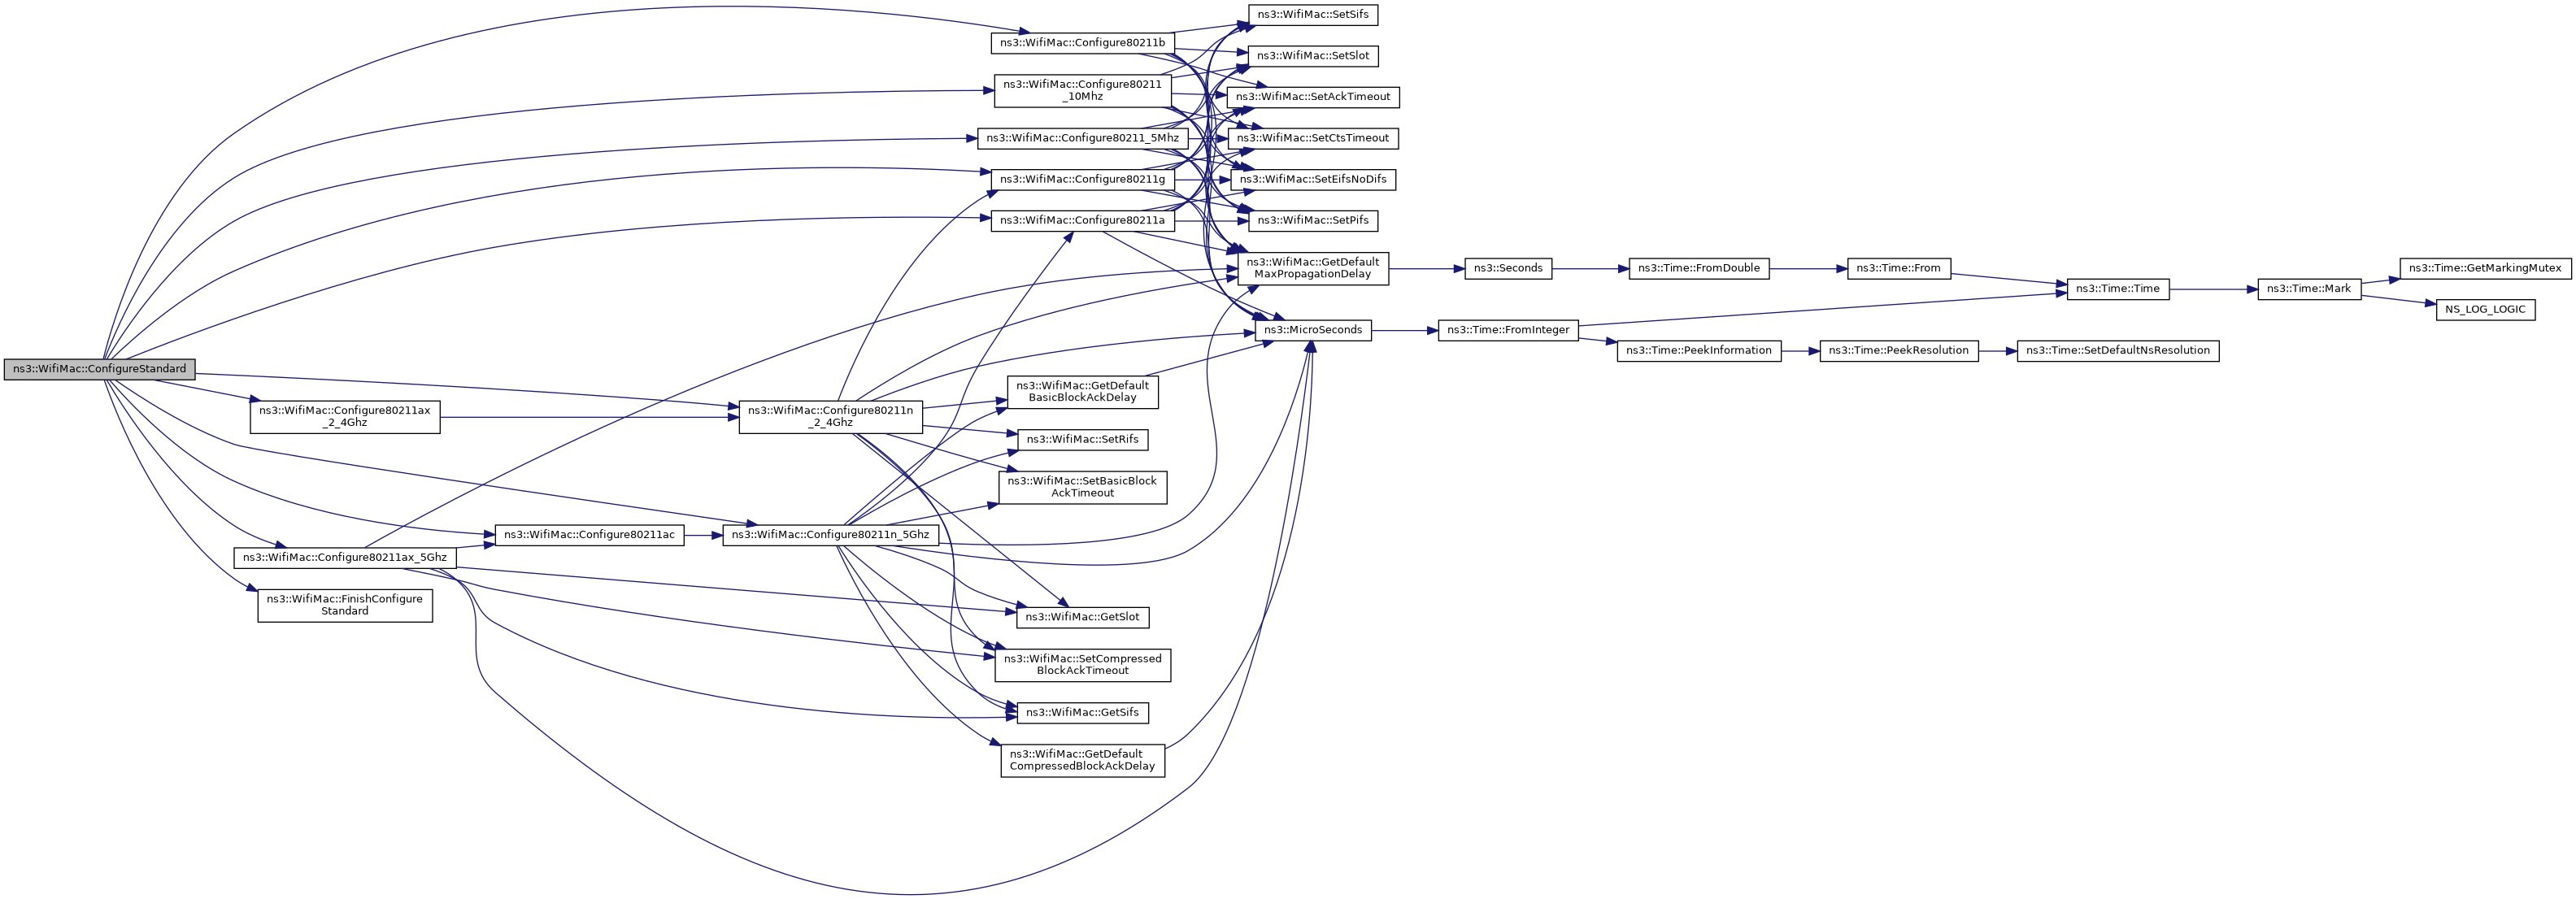 ns3::WifiMac::ConfigureStandard
ns3::WifiMac::Configure80211ax
_2_4Ghz
ns3::WifiMac::Configure80211ax_5Ghz
ns3::WifiMac::FinishConfigure
Standard
ns3::WifiMac::Configure80211ac
ns3::WifiMac::Configure80211n
_2_4Ghz
ns3::WifiMac::Configure80211n_5Ghz
ns3::WifiMac::Configure80211b
ns3::WifiMac::Configure80211
_10Mhz
ns3::WifiMac::Configure80211_5Mhz
ns3::WifiMac::Configure80211g
ns3::WifiMac::Configure80211a
ns3::WifiMac::GetDefault
BasicBlockAckDelay
ns3::WifiMac::SetRifs
ns3::WifiMac::SetBasicBlock
AckTimeout
ns3::WifiMac::GetSlot
ns3::WifiMac::SetCompressed
BlockAckTimeout
ns3::WifiMac::GetSifs
ns3::WifiMac::GetDefault
CompressedBlockAckDelay
ns3::WifiMac::SetSifs
ns3::WifiMac::SetSlot
ns3::WifiMac::SetAckTimeout
ns3::WifiMac::SetCtsTimeout
ns3::WifiMac::SetEifsNoDifs
ns3::WifiMac::SetPifs
ns3::WifiMac::GetDefault
MaxPropagationDelay
ns3::MicroSeconds
ns3::Seconds
ns3::Time::FromInteger
ns3::Time::FromDouble
ns3::Time::PeekInformation
ns3::Time::From
ns3::Time::PeekResolution
ns3::Time::Time
ns3::Time::SetDefaultNsResolution
ns3::Time::Mark
ns3::Time::GetMarkingMutex
NS_LOG_LOGIC